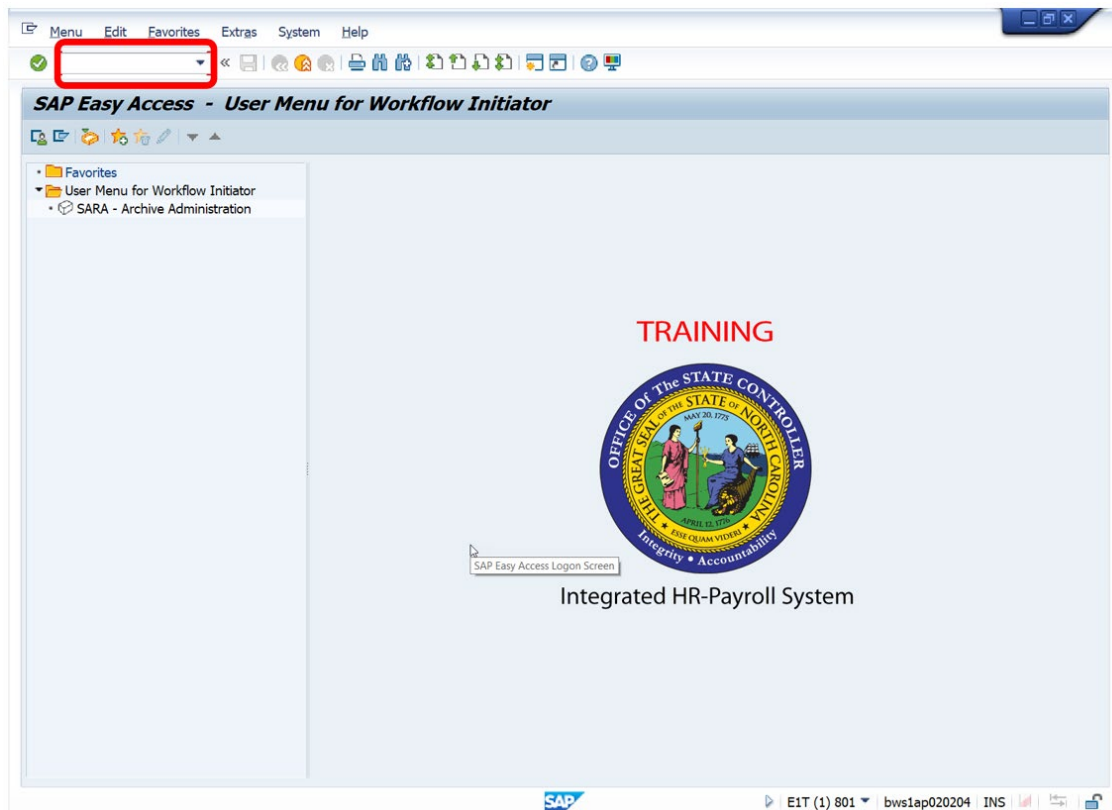 Menu Edit Favorites Extras System Help
SAP Easy Access - User Menu for Workflow Initiator
Favorites
User Menu for Workflow Initiator
SARA - Archive Administration
TRAINING
OFFICE Of The STATE CONTROLLER
THE GREAT SEAL OF THE STATE OF NORTH CAROLINA
MAY 20, 1775
APRIL 12, 1776
ESSE QUAM VIDERI
Integrity • Accountability
SAP Easy Access Logon Screen
Integrated HR-Payroll System
SAP E1T (1) 801 bws1ap020204 INS